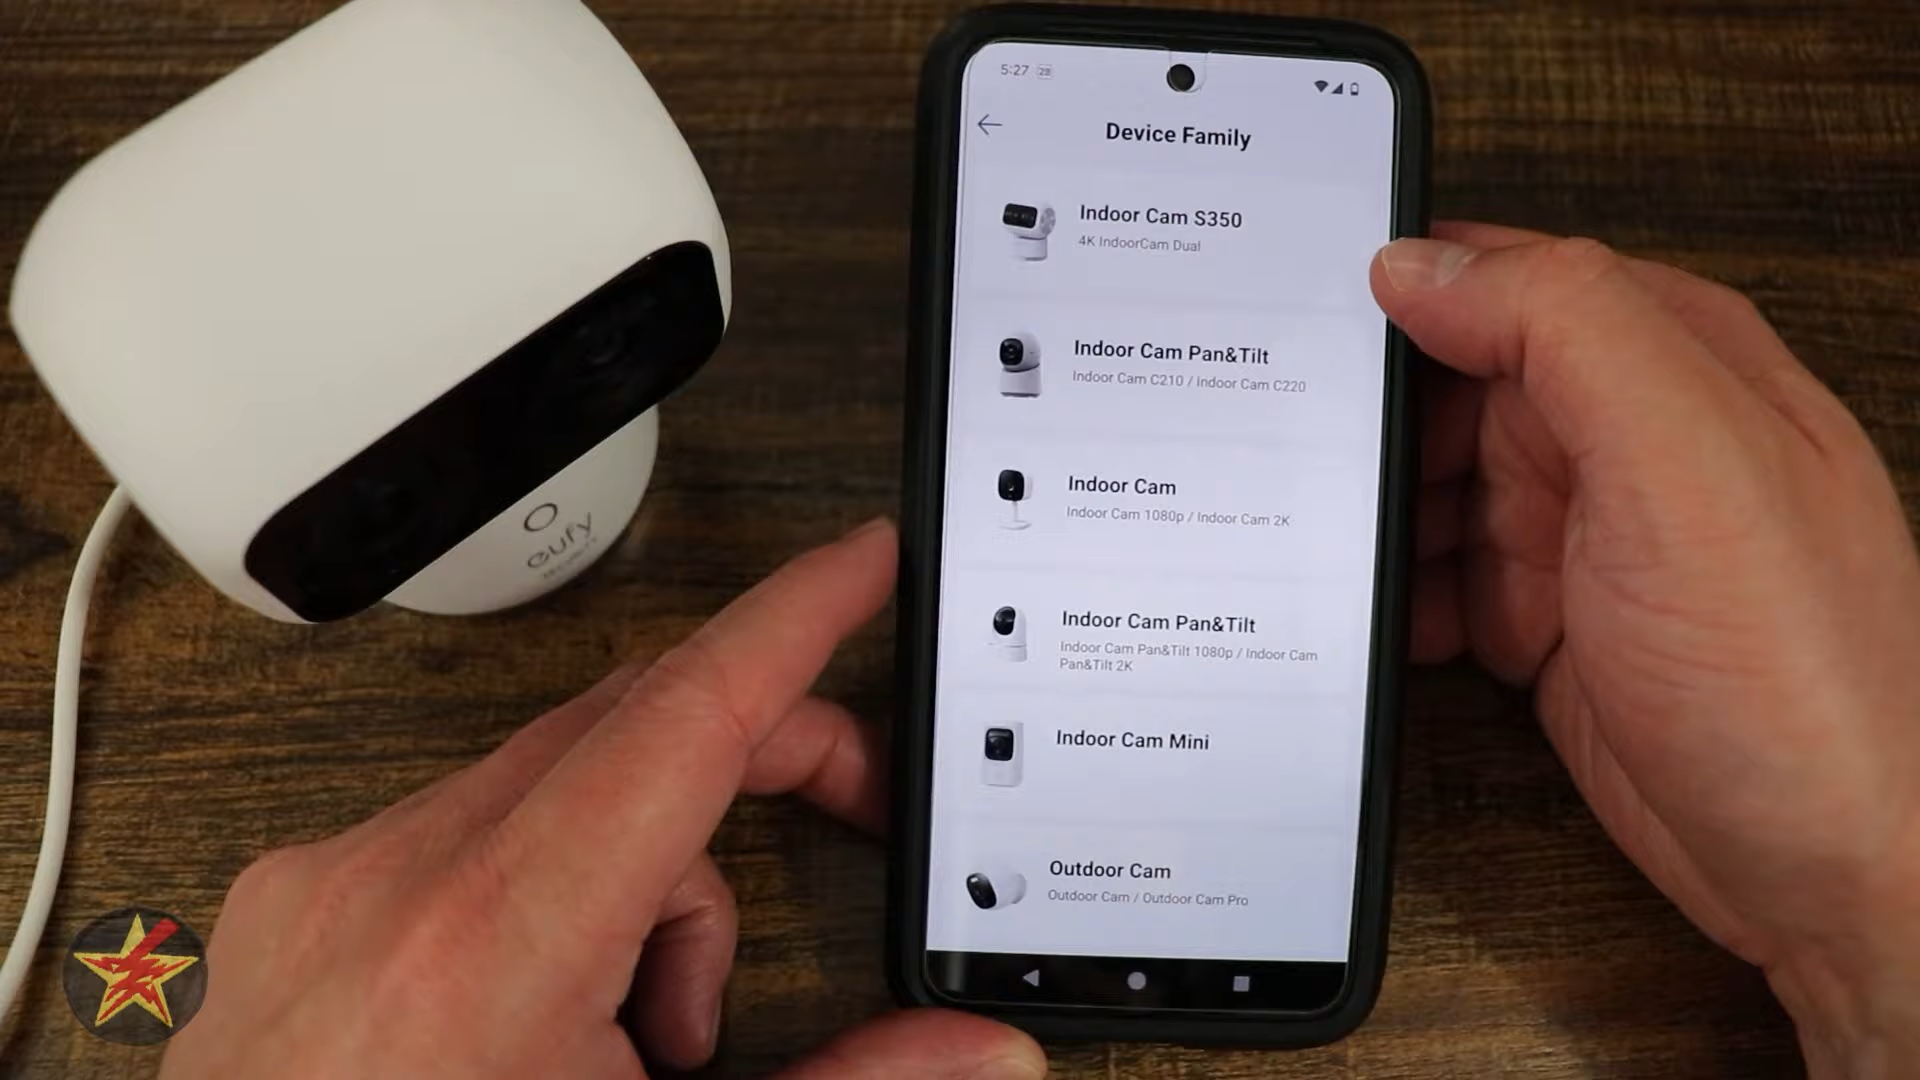 5:27 28
Device Family
Indoor Cam S350
4K IndoorCam Dual
Indoor Cam Pan&Tilt
Indoor Cam C210 / Indoor Cam C220
Indoor Cam
Indoor Cam 1080p / Indoor Cam 2K
Indoor Cam Pan&Tilt
Indoor Cam Pan&Tilt 1080p / Indoor Cam
Pan&Tilt 2K
Indoor Cam Mini
Outdoor Cam
Outdoor Cam / Outdoor Cam Pro
eufy
SECURITY